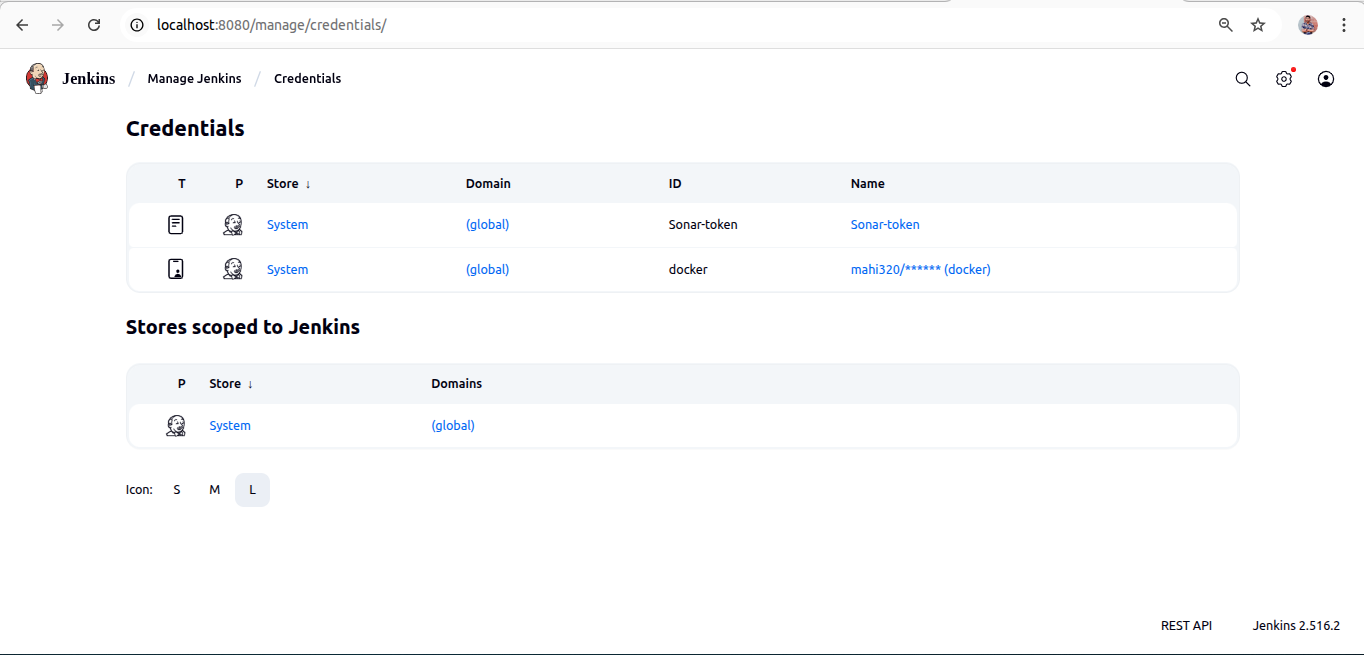 localhost:8080/manage/credentials/
Jenkins / Manage Jenkins / Credentials
Credentials
T P Store ↓ Domain ID Name
System (global) Sonar-token Sonar-token
System (global) docker mahi320/****** (docker)
Stores scoped to Jenkins
P Store ↓ Domains
System (global)
Icon: S M L
REST API Jenkins 2.516.2